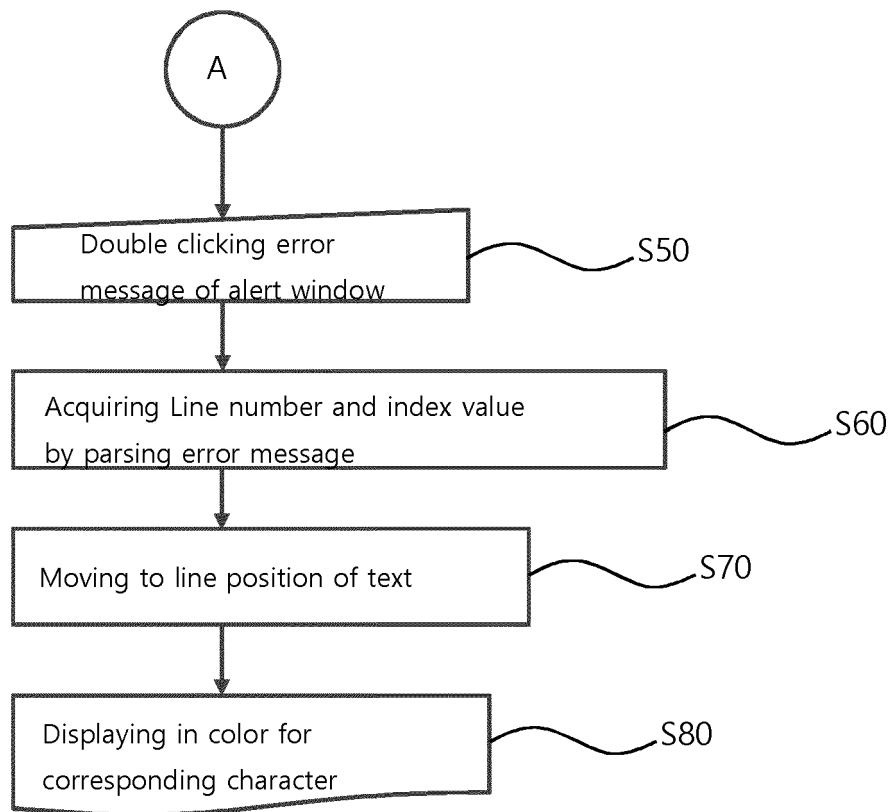 A
Double clicking error
message of alert window
S50
Acquiring Line number and index value
by parsing error message
S60
Moving to line position of text
S70
Displaying in color for
corresponding character
S80